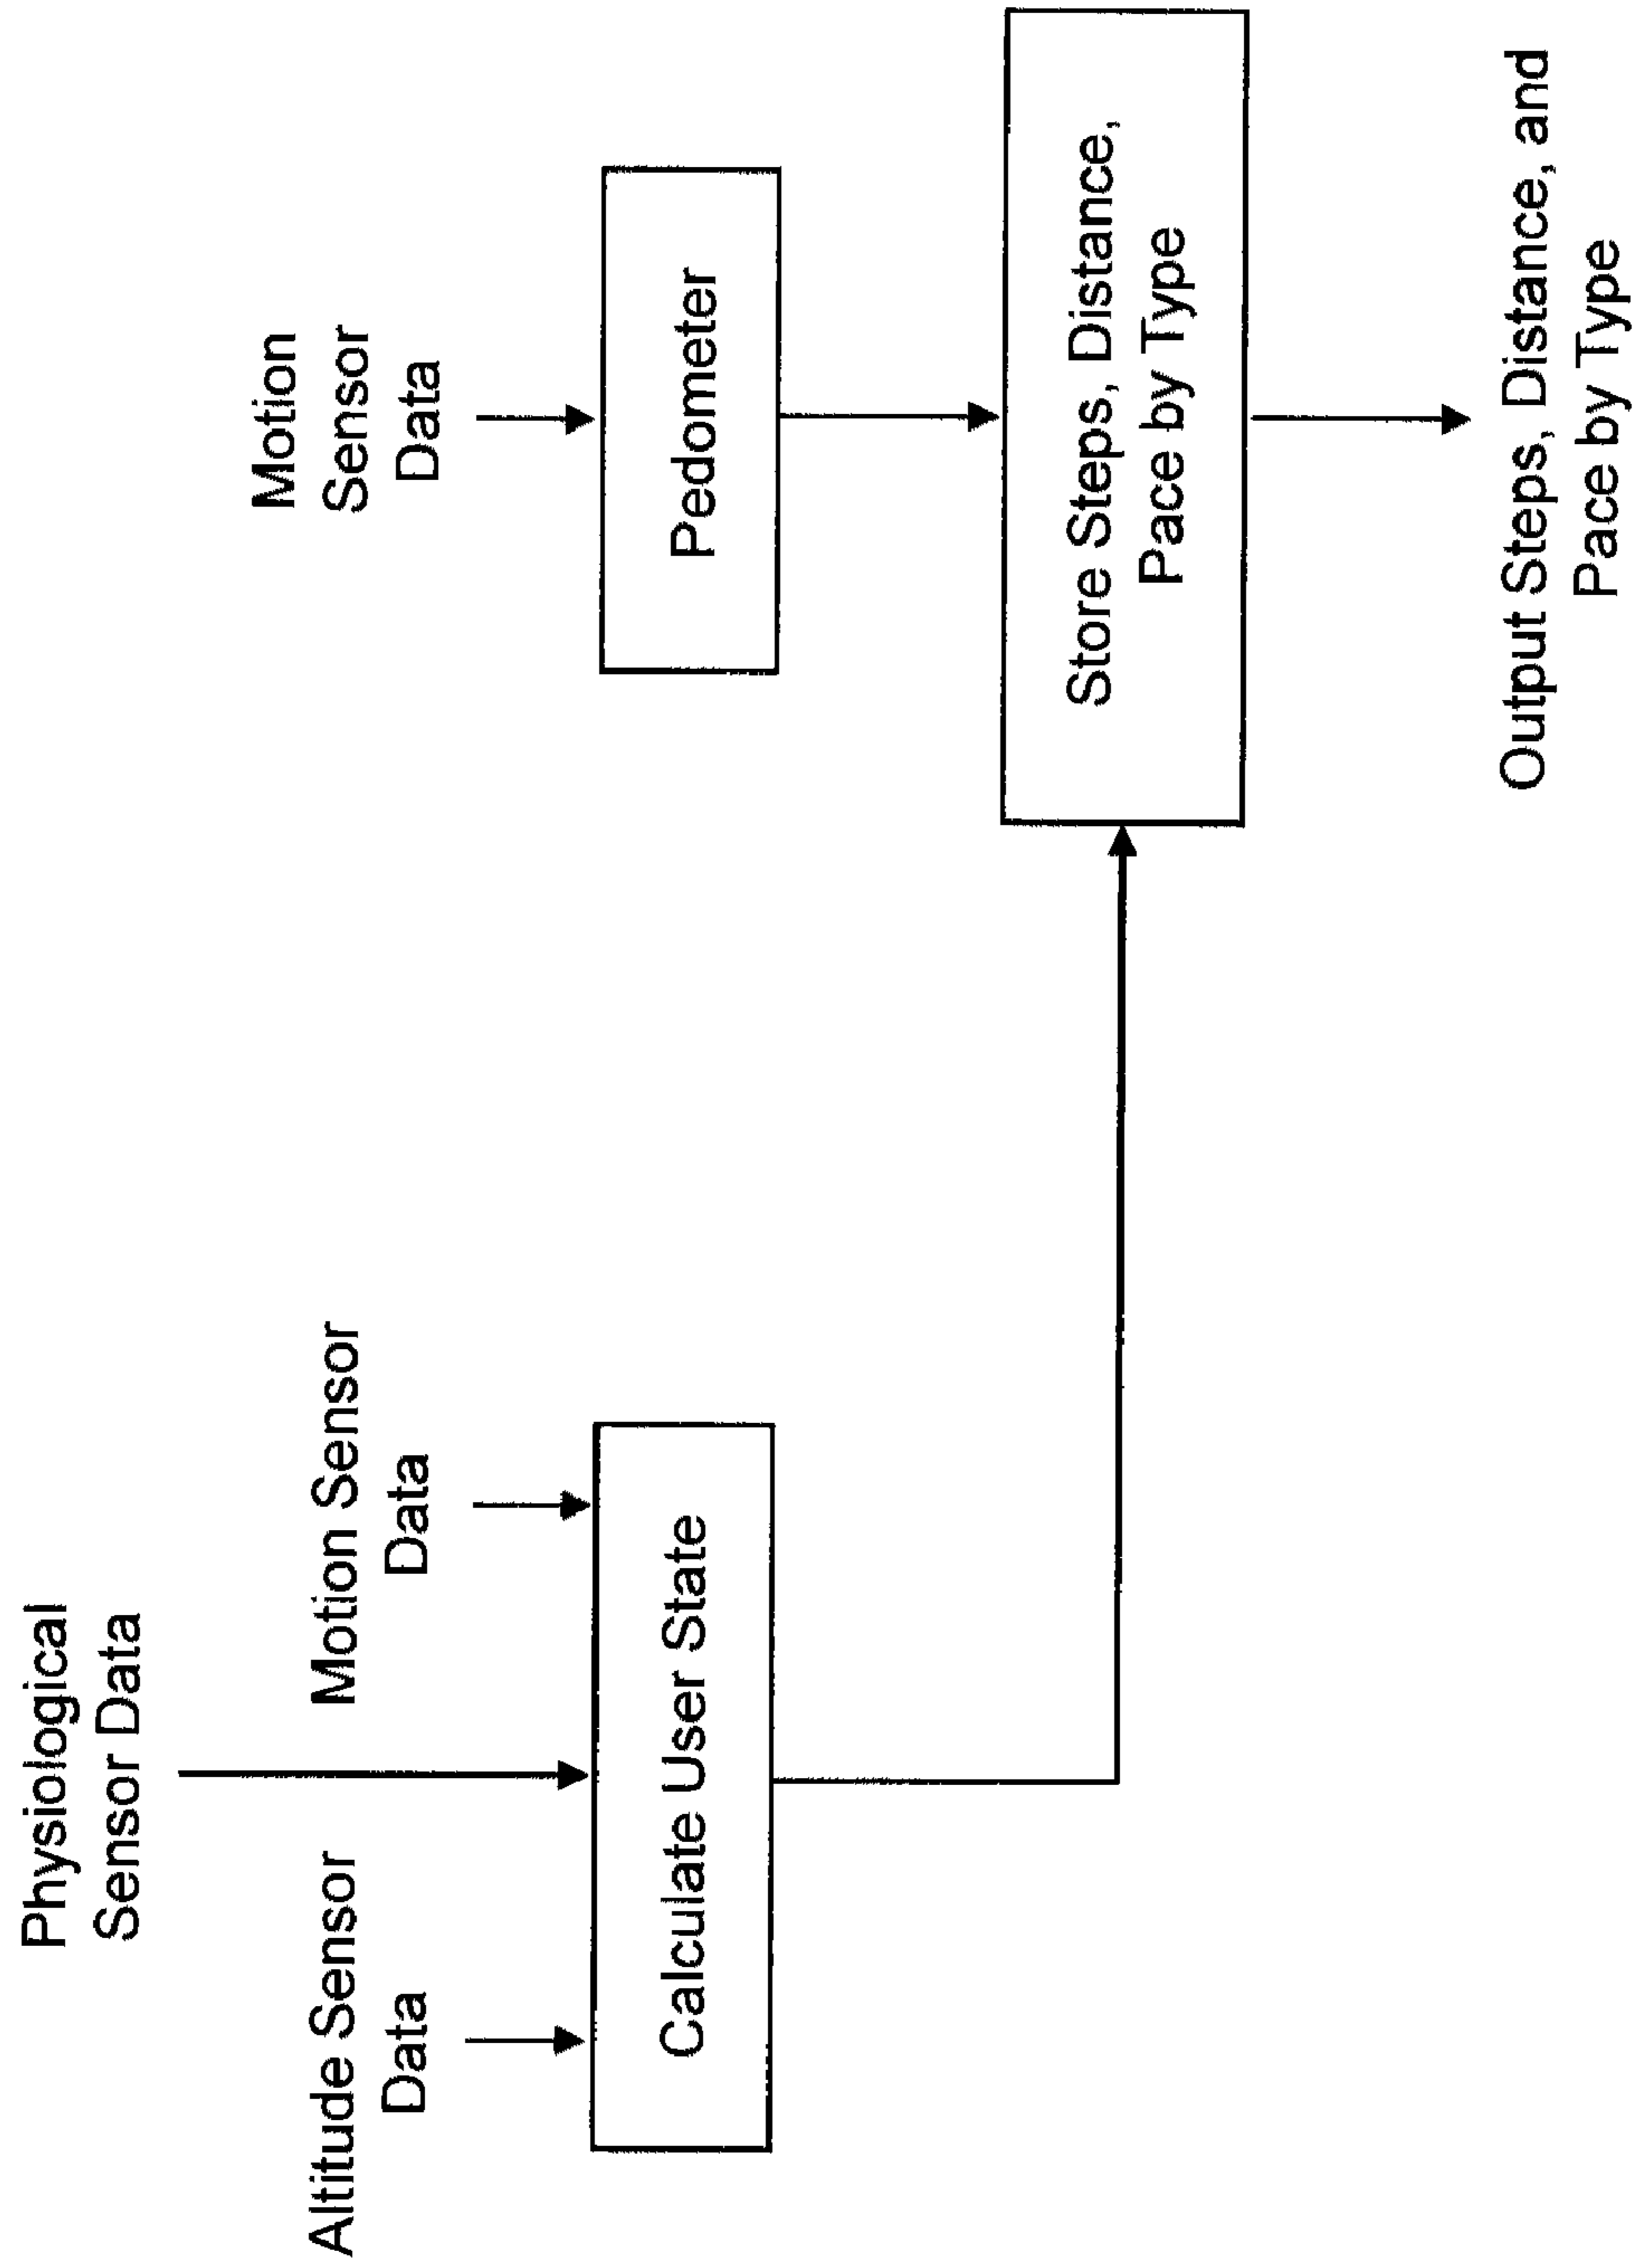 Physiological
Sensor Data
Altitude Sensor
Data
Motion Sensor
Data
Calculate User State
Motion
Sensor
Data
Pedometer
Store Steps, Distance,
Pace by Type
Output Steps, Distance, and
Pace by Type